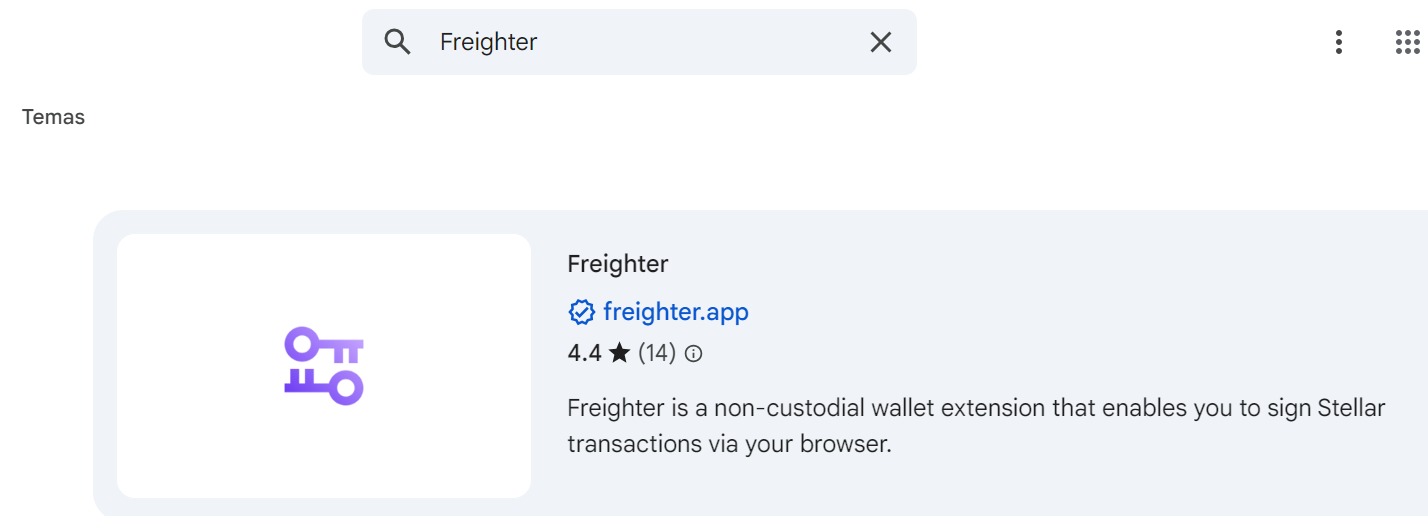 Freighter
Temas
Freighter
freighter.app
4.4 ★ (14)
Freighter is a non-custodial wallet extension that enables you to sign Stellar
transactions via your browser.